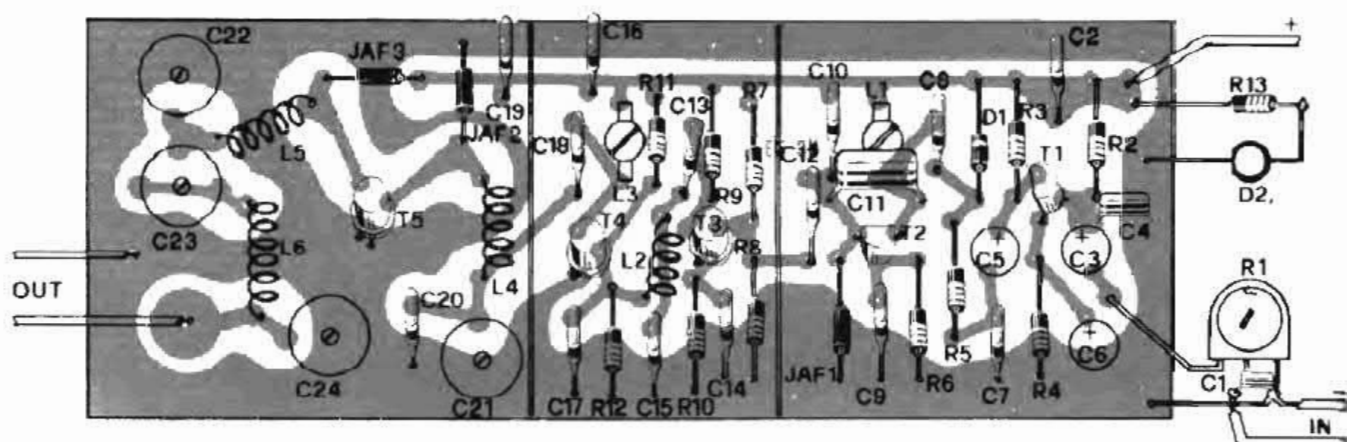 C22
JAF3
C16
C2
+
C19
JAF2
R11
C13
R7
C10
L1
C8
D1
R3
R13
C18
L5
L3
R9
C12
C11
T1
R2
D2,
C23
T5
L4
T4
T3
L2
R8
T2
+
C5
+
C3
C4
L6
OUT
C20
R1
C24
C21
C17
R12
C15
R10
C14
JAF1
C9
R6
R5
C7
R4
+
C6
C1
IN